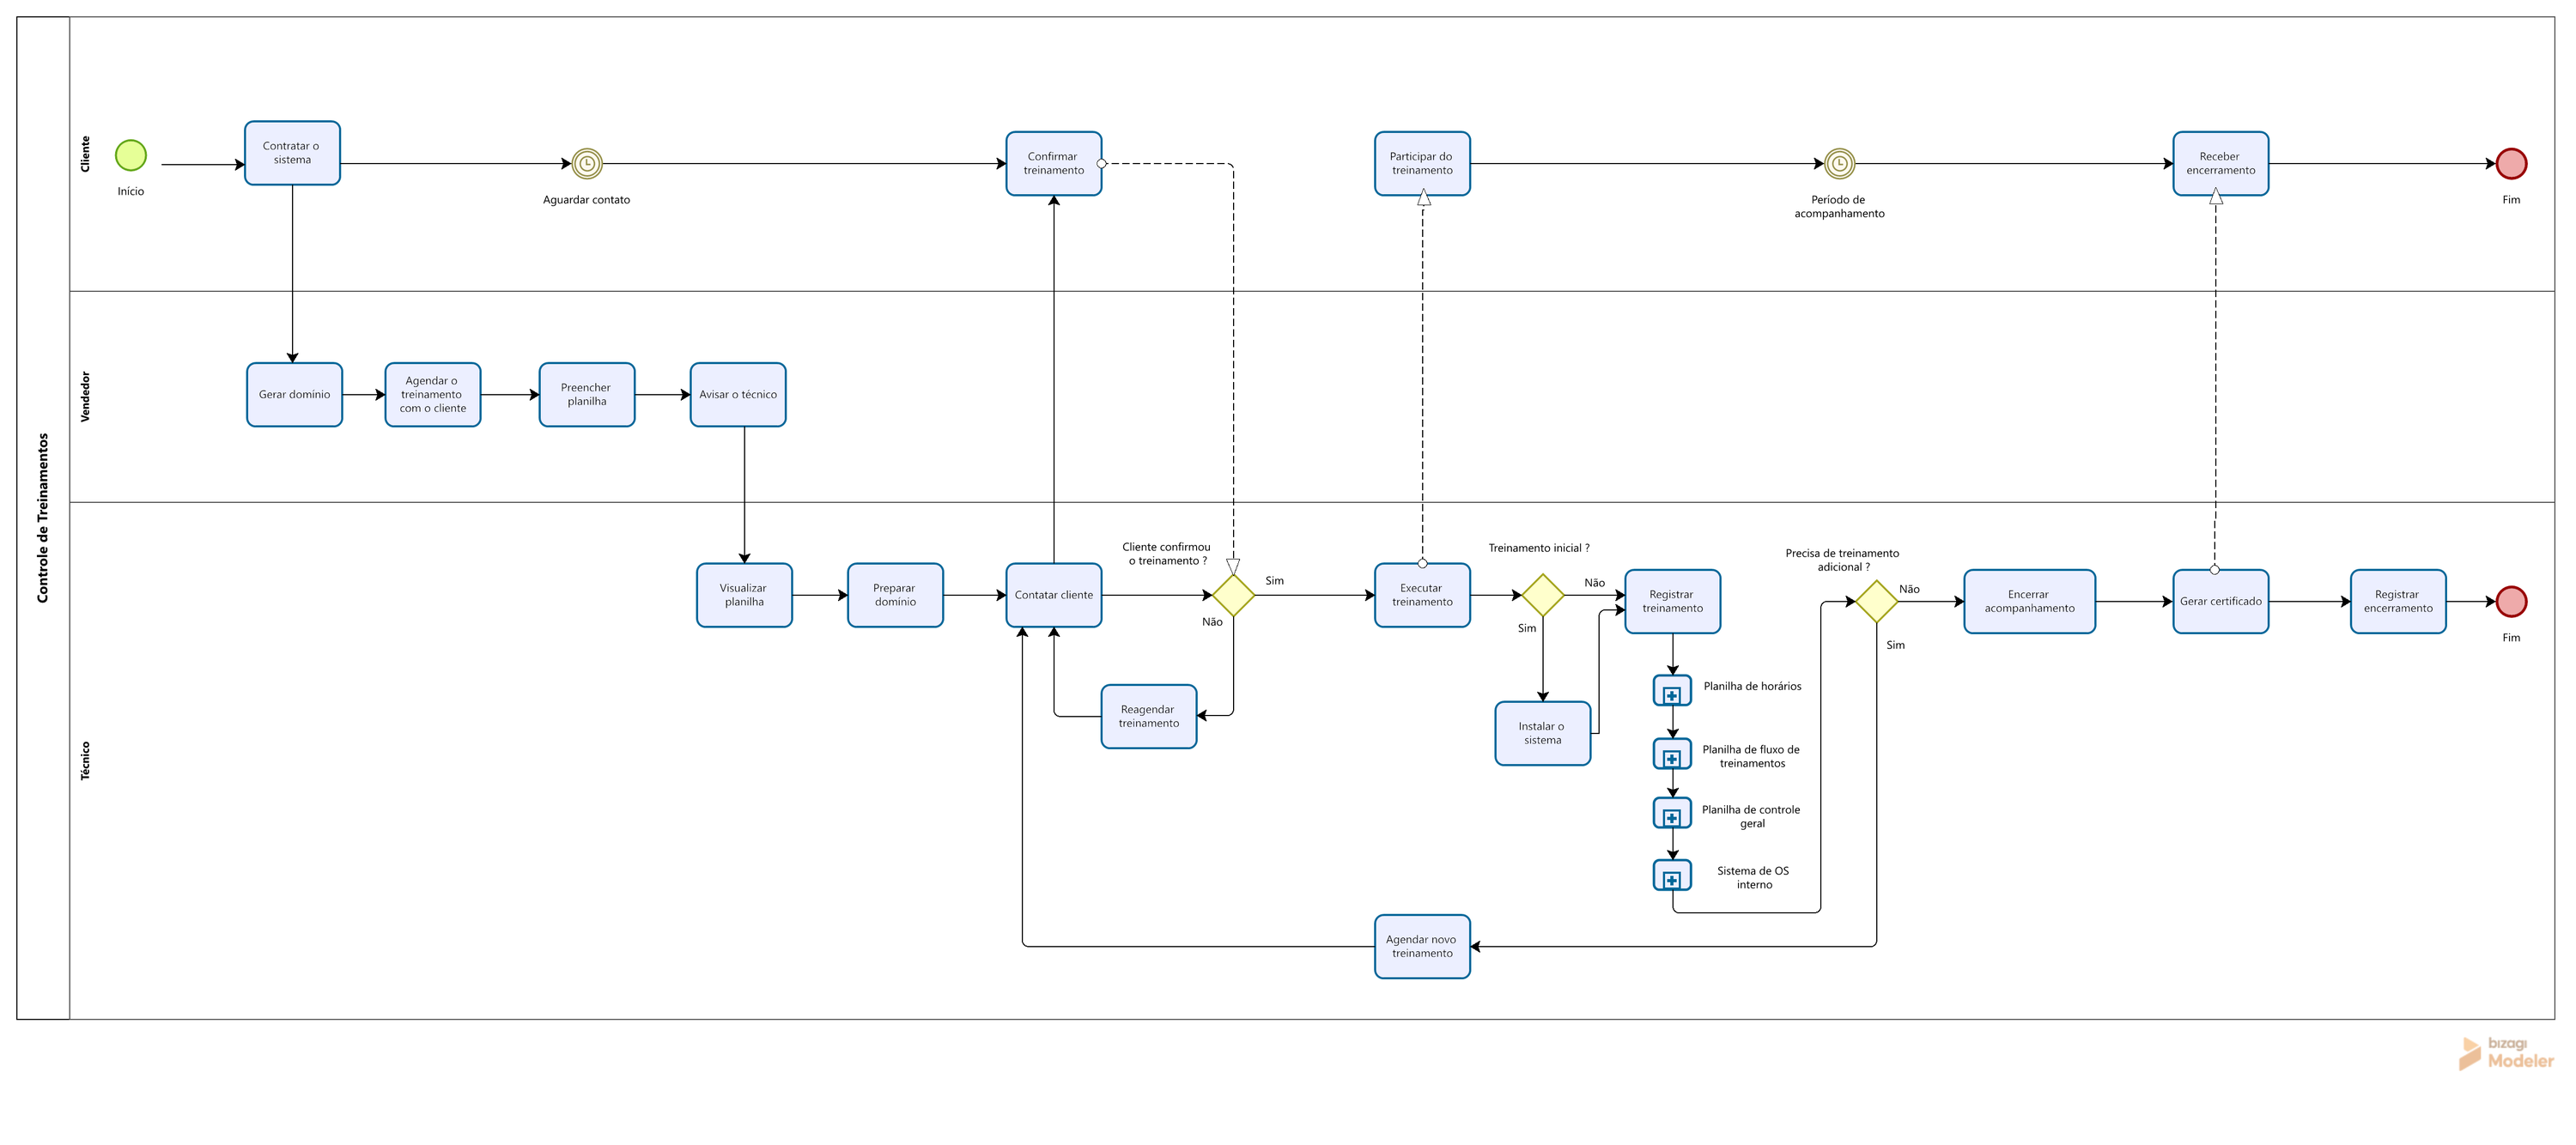 Controle de Treinamentos
Cliente
Início
Contratar o
sistema
Aguardar contato
Confirmar
treinamento
Participar do
treinamento
Período de
acompanhamento
Receber
encerramento
Fim
Vendedor
Gerar domínio
Agendar o
treinamento
com o cliente
Preencher
planilha
Avisar o técnico
Técnico
Visualizar
planilha
Preparar
domínio
Contatar cliente
Cliente confirmou
o treinamento ?
Sim
Não
Reagendar
treinamento
Executar
treinamento
Treinamento inicial ?
Não
Sim
Instalar o
sistema
Registrar
treinamento
Planilha de horários
Planilha de fluxo de
treinamentos
Planilha de controle
geral
Sistema de OS
interno
Precisa de treinamento
adicional ?
Não
Sim
Agendar novo
treinamento
Encerrar
acompanhamento
Gerar certificado
Registrar
encerramento
Fim
bizagi
Modeler